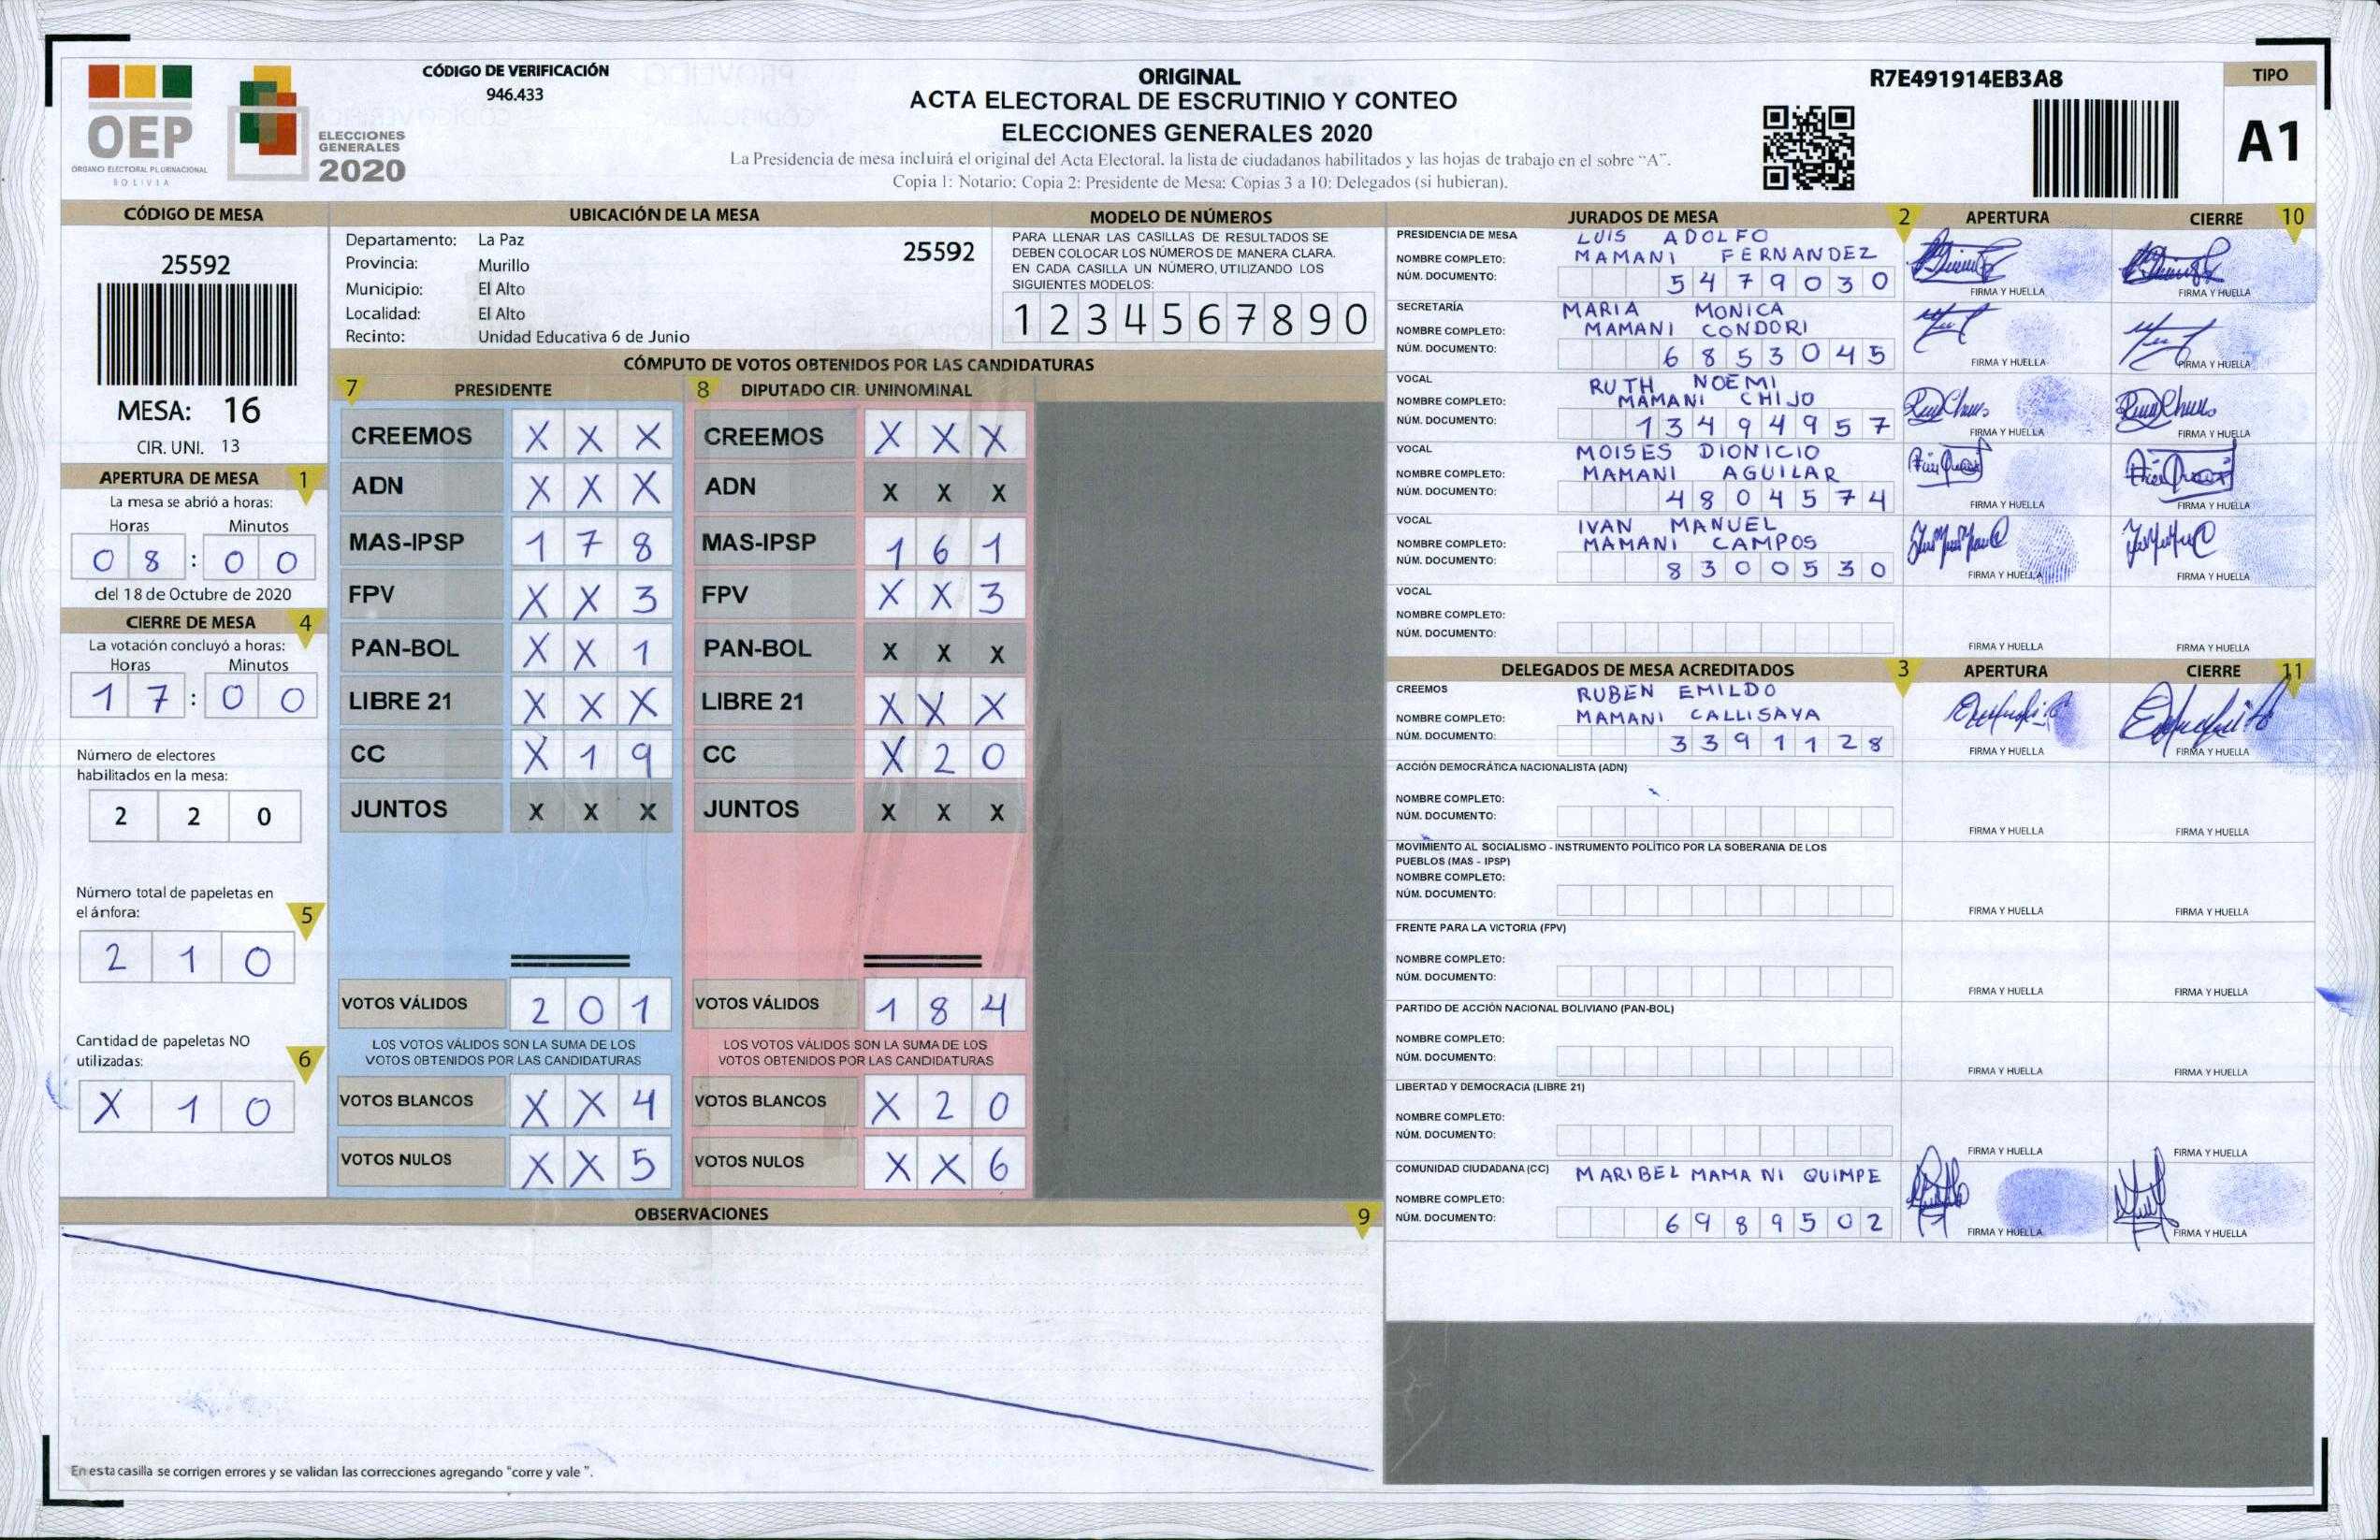 OEP
ÓRGANO ELECTORAL PLURINACIONAL
BOLIVIA
ELECCIONES
GENERALES
2020
CÓDIGO DE VERIFICACIÓN
946.433
ORIGINAL
ACTA ELECTORAL DE ESCRUTINIO Y CONTEO
ELECCIONES GENERALES 2020
La Presidencia de mesa incluirá el original del Acta Electoral, la lista de ciudadanos habilitados y las hojas de trabajo en el sobre "A".
Copia 1: Notario: Copia 2: Presidente de Mesa: Copias 3 a 10: Delegados (si hubieran).
R7E491914EB3A8
TIPO
A1
CÓDIGO DE MESA
25592
MESA: 16
CIR. UNI. 13
APERTURA DE MESA 1
La mesa se abrió a horas:
Horas Minutos
0 8 : 0 0
del 18 de Octubre de 2020
CIERRE DE MESA 4
La votación concluyó a horas:
Horas Minutos
1 7 : 0 0
Número de electores
habilitados en la mesa:
2 2 0
Número total de papeletas en
el ánfora:
5
2 1 0
Cantidad de papeletas NO
utilizadas:
6
X 1 0
UBICACIÓN DE LA MESA
Departamento: La Paz
25592
Provincia: Murillo
Municipio: El Alto
Localidad: El Alto
Recinto: Unidad Educativa 6 de Junio
MODELO DE NÚMEROS
PARA LLENAR LAS CASILLAS DE RESULTADOS SE
DEBEN COLOCAR LOS NÚMEROS DE MANERA CLARA.
EN CADA CASILLA UN NÚMERO, UTILIZANDO LOS
SIGUIENTES MODELOS:
1 2 3 4 5 6 7 8 9 0
CÓMPUTO DE VOTOS OBTENIDOS POR LAS CANDIDATURAS
7 PRESIDENTE
CREEMOS X X X
ADN X X X
MAS-IPSP 1 7 8
FPV X X 3
PAN-BOL X X 1
LIBRE 21 X X X
CC X 1 9
JUNTOS X X X
VOTOS VÁLIDOS 2 0 1
LOS VOTOS VÁLIDOS SON LA SUMA DE LOS
VOTOS OBTENIDOS POR LAS CANDIDATURAS
VOTOS BLANCOS X X 4
VOTOS NULOS X X 5
8 DIPUTADO CIR. UNINOMINAL
CREEMOS X X X
ADN X X X
MAS-IPSP 1 6 1
FPV X X 3
PAN-BOL X X X
LIBRE 21 X X X
CC X 2 0
JUNTOS X X X
VOTOS VÁLIDOS 1 8 4
LOS VOTOS VÁLIDOS SON LA SUMA DE LOS
VOTOS OBTENIDOS POR LAS CANDIDATURAS
VOTOS BLANCOS X 2 0
VOTOS NULOS X X 6
OBSERVACIONES 9
En esta casilla se corrigen errores y se validan las correcciones agregando "corre y vale ".
JURADOS DE MESA 2 APERTURA CIERRE 10
PRESIDENCIA DE MESA LUIS ADOLFO
NOMBRE COMPLETO: MAMANI FERNANDEZ
NÚM. DOCUMENTO: 5 4 7 9 0 3 0
FIRMA Y HUELLA FIRMA Y HUELLA
SECRETARÍA MARIA MONICA
NOMBRE COMPLETO: MAMANI CONDORI
NÚM. DOCUMENTO: 6 8 5 3 0 4 5
FIRMA Y HUELLA FIRMA Y HUELLA
VOCAL RUTH NOEMI
NOMBRE COMPLETO: MAMANI CHIJO
NÚM. DOCUMENTO: 1 3 4 9 4 9 5 7
FIRMA Y HUELLA FIRMA Y HUELLA
VOCAL MOISES DIONICIO
NOMBRE COMPLETO: MAMANI AGUILAR
NÚM. DOCUMENTO: 4 8 0 4 5 7 4
FIRMA Y HUELLA FIRMA Y HUELLA
VOCAL IVAN MANUEL
NOMBRE COMPLETO: MAMANI CAMPOS
NÚM. DOCUMENTO: 8 3 0 0 5 3 0
FIRMA Y HUELLA FIRMA Y HUELLA
VOCAL
NOMBRE COMPLETO:
NÚM. DOCUMENTO:
FIRMA Y HUELLA FIRMA Y HUELLA
DELEGADOS DE MESA ACREDITADOS 3 APERTURA CIERRE 11
CREEMOS RUBEN EMILDO
NOMBRE COMPLETO: MAMANI CALLISAYA
NÚM. DOCUMENTO: 3 3 9 1 1 2 8
FIRMA Y HUELLA FIRMA Y HUELLA
ACCIÓN DEMOCRÁTICA NACIONALISTA (ADN)
NOMBRE COMPLETO:
NÚM. DOCUMENTO:
FIRMA Y HUELLA FIRMA Y HUELLA
MOVIMIENTO AL SOCIALISMO - INSTRUMENTO POLÍTICO POR LA SOBERANIA DE LOS
PUEBLOS (MAS - IPSP)
NOMBRE COMPLETO:
NÚM. DOCUMENTO:
FIRMA Y HUELLA FIRMA Y HUELLA
FRENTE PARA LA VICTORIA (FPV)
NOMBRE COMPLETO:
NÚM. DOCUMENTO:
FIRMA Y HUELLA FIRMA Y HUELLA
PARTIDO DE ACCIÓN NACIONAL BOLIVIANO (PAN-BOL)
NOMBRE COMPLETO:
NÚM. DOCUMENTO:
FIRMA Y HUELLA FIRMA Y HUELLA
LIBERTAD Y DEMOCRACIA (LIBRE 21)
NOMBRE COMPLETO:
NÚM. DOCUMENTO:
FIRMA Y HUELLA FIRMA Y HUELLA
COMUNIDAD CIUDADANA (CC) MARIBEL MAMANI QUIMPE
NOMBRE COMPLETO:
NÚM. DOCUMENTO: 6 9 8 9 5 0 2
FIRMA Y HUELLA FIRMA Y HUELLA